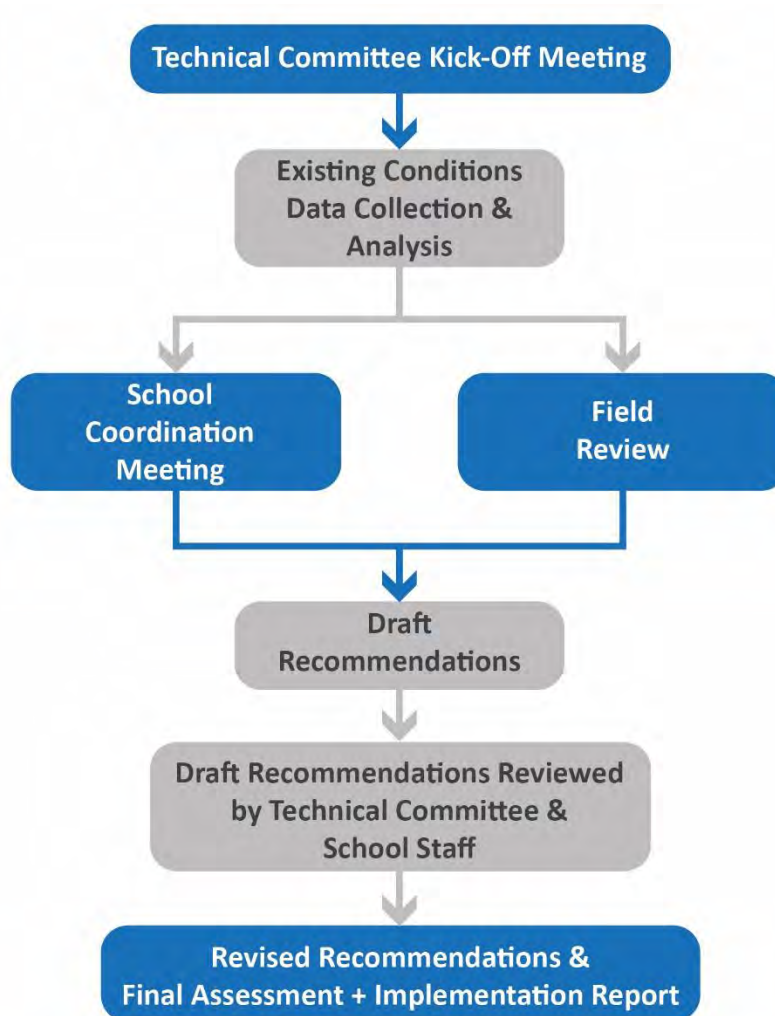 Technical Committee Kick-Off Meeting
Existing Conditions
Data Collection &
Analysis
School
Coordination
Meeting
Field
Review
Draft
Recommendations
Draft Recommendations Reviewed
by Technical Committee &
School Staff
Revised Recommendations &
Final Assessment + Implementation Report